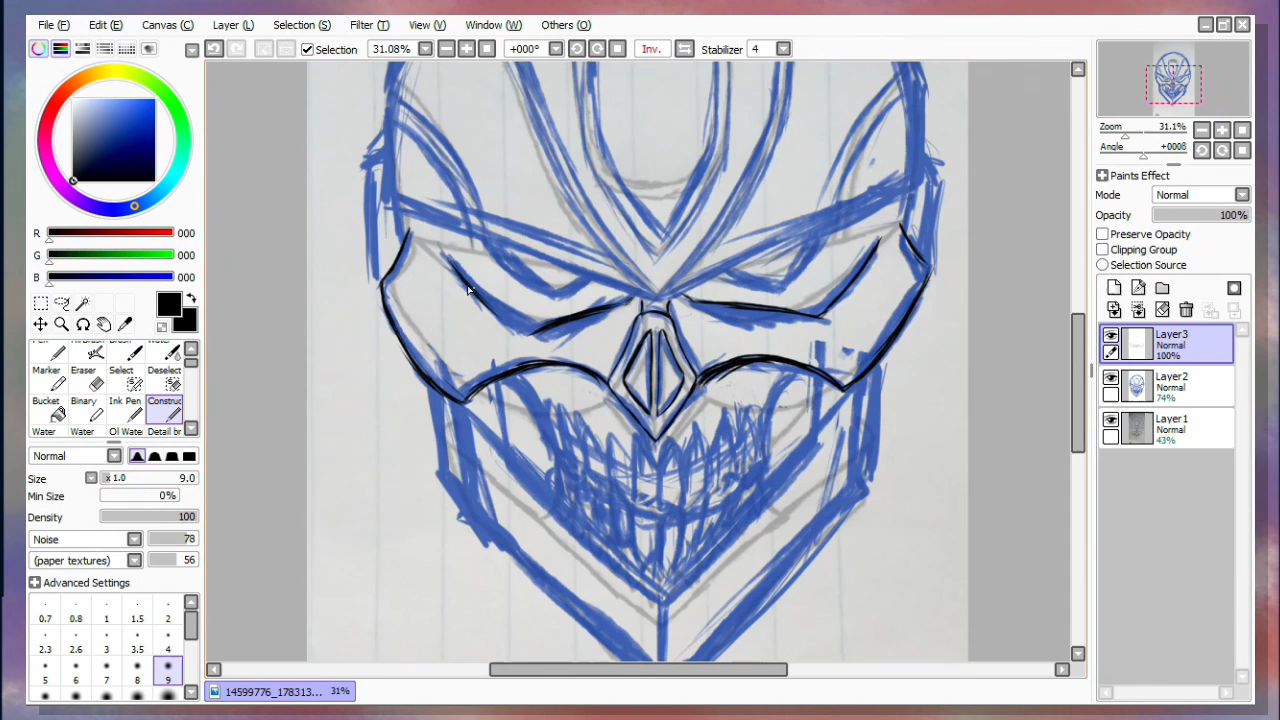 File (F) Edit (E) Canvas (C) Layer (L) Selection (S) Filter (T) View (V) Window (W) Others (O)
Selection 31.08% +000° Inv. Stabilizer 4
R 000
G 000
B 000
Marker Eraser Select Deselect
Bucket Binary Ink Pen Construc
Water Water Ol Water Detail br
Normal
Size x 1.0 9.0
Min Size 0%
Density 100
Noise 78
(paper textures) 56
Advanced Settings
0.7 0.8 1 1.5 2
2.3 2.6 3 3.5 4
5 6 7 8 9
14599776_178313... 31%
Zoom 31.1%
Angle
Paints Effect
Mode Normal
Opacity 100%
Preserve Opacity
Clipping Group
Selection Source
Layer3
Normal
100%
Layer2
Normal
74%
Layer1
Normal
43%